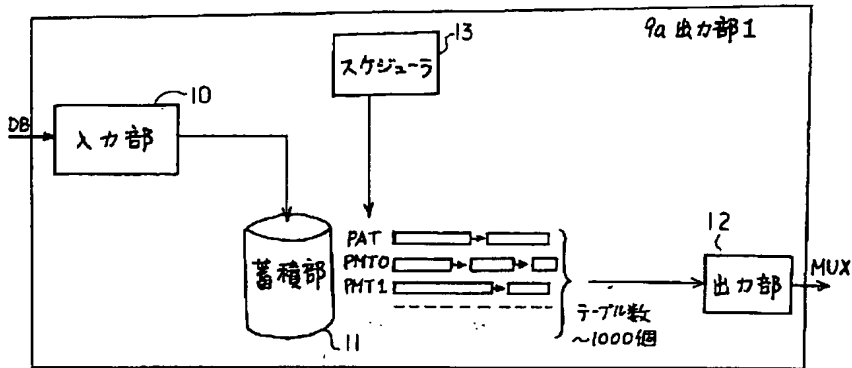 9a 出力部1
13
スケジューラ
10
DB
入力部
蓄積部
11
PAT
PMT0
PMT1
テーブル数
~1000個
12
出力部
MUX